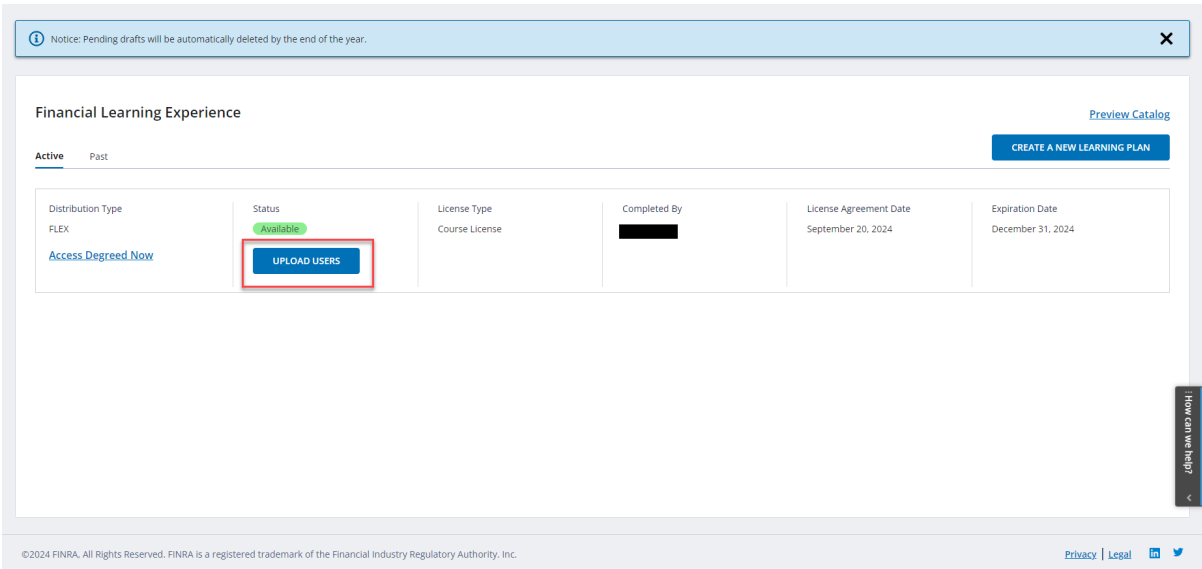 Notice: Pending drafts will be automatically deleted by the end of the year.
Financial Learning Experience
Preview Catalog
CREATE A NEW LEARNING PLAN
Active Past
Distribution Type Status License Type Completed By License Agreement Date Expiration Date
FLEX Available Course License September 20, 2024 December 31, 2024
Access Degreed Now UPLOAD USERS
How can we help?
©2024 FINRA, All Rights Reserved. FINRA is a registered trademark of the Financial Industry Regulatory Authority. Inc.
Privacy | Legal